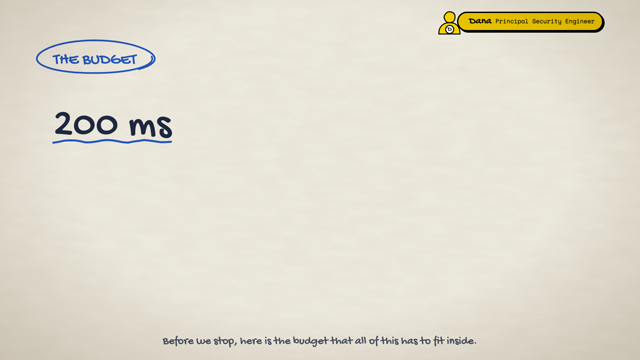 Dana Principal Security Engineer
THE BUDGET
200 ms
Before we stop, here is the budget that all of this has to fit inside.